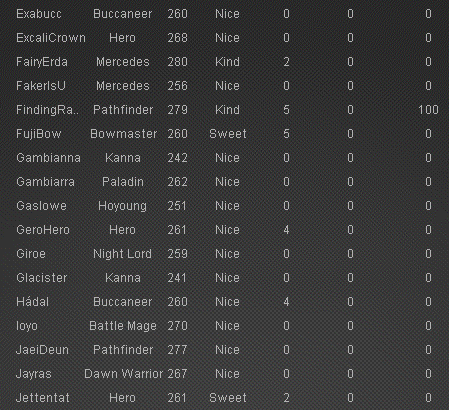 Exabucc Buccaneer 260 Nice 0 0 0
ExcaliCrown Hero 268 Nice 0 0 0
FairyErda Mercedes 280 Kind 2 0 0
FakerIsU Mercedes 256 Nice 0 0 0
FindingRa.. Pathfinder 279 Kind 5 0 100
FujiBow Bowmaster 260 Sweet 5 0 0
Gambianna Kanna 242 Nice 0 0 0
Gambiarra Paladin 262 Nice 0 0 0
Gaslowe Hoyoung 251 Nice 0 0 0
GeroHero Hero 261 Nice 4 0 0
Giroe Night Lord 259 Nice 0 0 0
Glacister Kanna 241 Nice 0 0 0
Hádal Buccaneer 260 Nice 4 0 0
Ioyo Battle Mage 270 Nice 0 0 0
JaeiDeun Pathfinder 277 Nice 0 0 0
Jayras Dawn Warrior 267 Nice 0 0 0
Jettentat Hero 261 Sweet 2 0 0